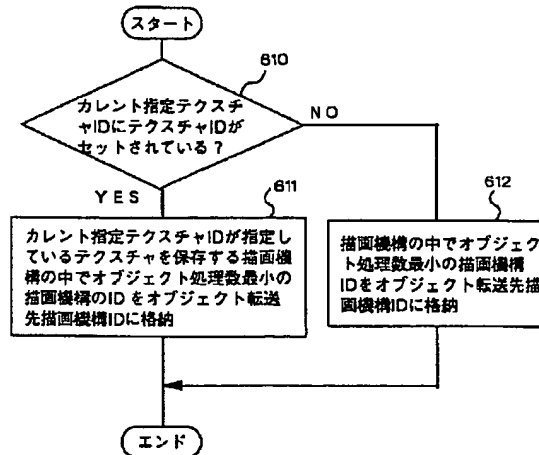 スタート
610
カレント指定テクスチ
ャIDにテクスチャIDが
セットされている？
NO
YES
611
カレント指定テクスチャIDが指定し
ているテクスチャを保存する描画機
構の中でオブジェクト処理数最小の
描画機構のID をオブジェクト転送
先描画機構IDに格納
612
描画機構の中でオブジェク
ト処理数最小の描画機構
IDをオブジェクト転送先描
画機構IDに格納
エンド